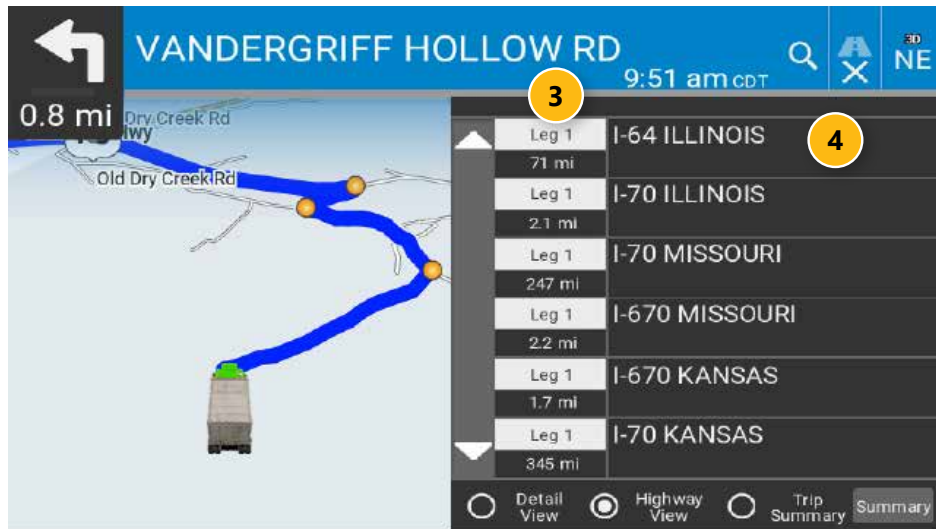 VANDERGRIFF HOLLOW RD
9:51 am CDT
3D
NE
0.8 mi
Dry Creek Rd
Hwy
Old Dry Creek Rd
3
4
Leg 1
I-64 ILLINOIS
71 mi
Leg 1
I-70 ILLINOIS
2.1 mi
Leg 1
I-70 MISSOURI
247 mi
Leg 1
I-670 MISSOURI
2.2 mi
Leg 1
I-670 KANSAS
1.7 mi
Leg 1
I-70 KANSAS
345 mi
Detail View
Highway View
Trip Summary
Summary